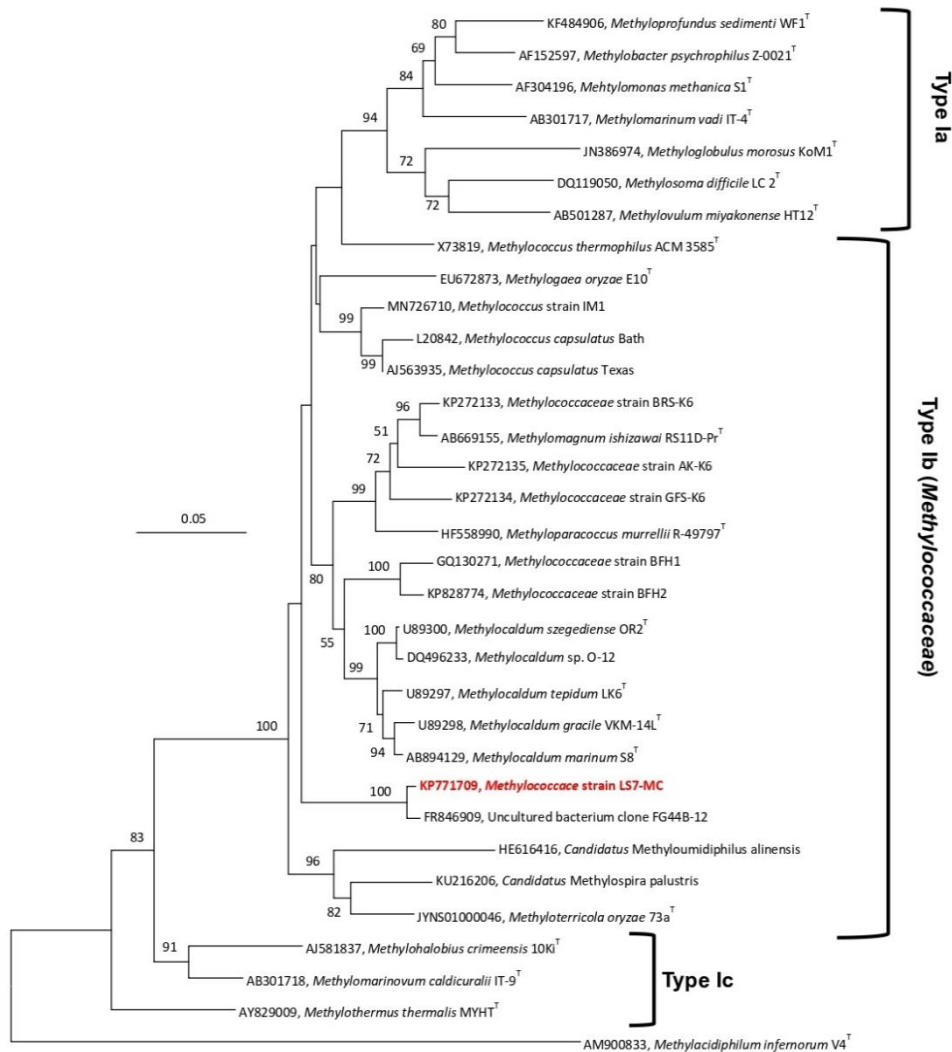 80
KF484906, Methyloprofundus sedimenti WF1T
69
AF152597, Methylobacter psychrophilus Z-0021T
84
AF304196, Mehtylomonas methanica S1T
94
AB301717, Methylomarinum vadi IT-4T
JN386974, Methyloglobulus morosus KoM1T
72
DQ119050, Methylosoma difficile LC 2T
72
AB501287, Methylovulum miyakonense HT12T
Type Ia
X73819, Methylococcus thermophilus ACM 3585T
EU672873, Methylogaea oryzae E10T
MN726710, Methylococcus strain IM1
99
L20842, Methylococcus capsulatus Bath
99
AJ563935, Methylococcus capsulatus Texas
KP272133, Methylococcaceae strain BRS-K6
96
AB669155, Methylomagnum ishizawai RS11D-PrT
51
KP272135, Methylococcaceae strain AK-K6
72
KP272134, Methylococcaceae strain GFS-K6
99
HF558990, Methyloparacoccus murrellii R-49797T
0.05
GQ130271, Methylococcaceae strain BFH1
100
80
KP828774, Methylococcaceae strain BFH2
U89300, Methylocaldum szegediense OR2T
100
55
DQ496233, Methylocaldum sp. O-12
99
U89297, Methylocaldum tepidum LK6T
71
U89298, Methylocaldum gracile VKM-14LT
94
AB894129, Methylocaldum marinum S8T
100
KP771709, Methylococcace strain LS7-MC
100
FR846909, Uncultured bacterium clone FG44B-12
HE616416, Candidatus Methyloumidiphilus alinensis
96
KU216206, Candidatus Methylospira palustris
82
JYNS01000046, Methyloterricola oryzae 73aT
Type Ib (Methylococcaceae)
83
AJ581837, Methylohalobius crimeensis 10KiT
91
AB301718, Methylomarinovum caldicuralii IT-9T
AY829009, Methylothermus thermalis MYHTT
Type Ic
AM900833, Methylacidiphilum infernorum V4T